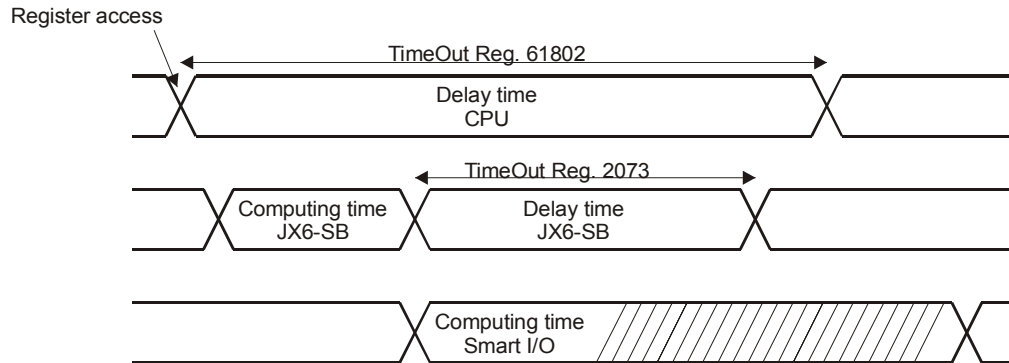 Register access
TimeOut Reg. 61802
Delay time
CPU
TimeOut Reg. 2073
Computing time
JX6-SB
Delay time
JX6-SB
Computing time
Smart I/O